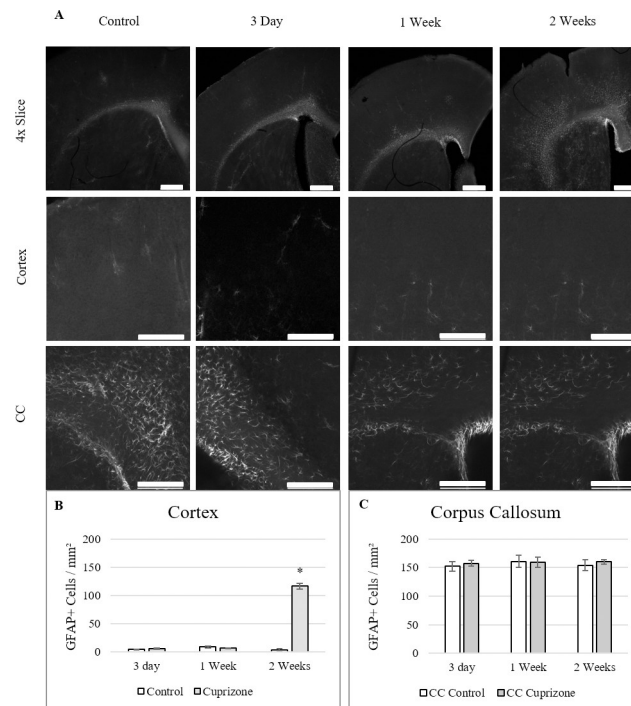 A
Control 3 Day 1 Week 2 Weeks
4x Slice
Cortex
CC
B
Cortex
GFAP+ Cells / mm²
200
150
100
50
0
*
3 day 1 Week 2 Weeks
Control Cuprizone
C
Corpus Callosum
GFAP+ Cells / mm²
200
150
100
50
0
3 day 1 Week 2 Weeks
CC Control CC Cuprizone